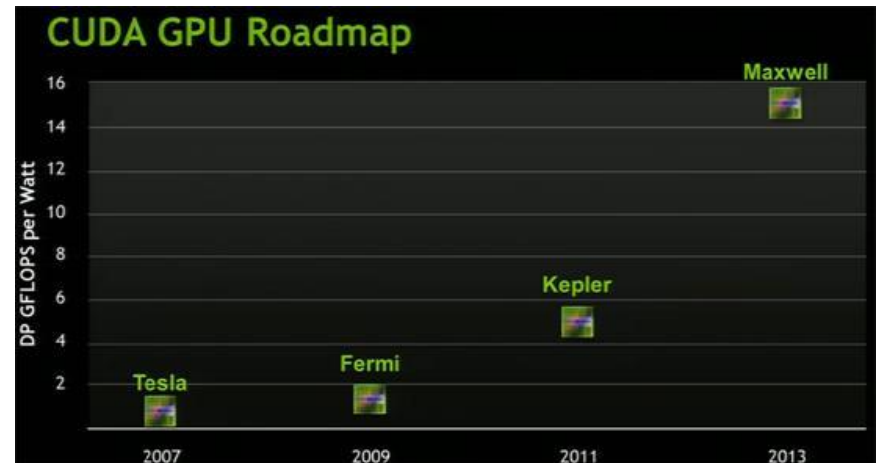 CUDA GPU Roadmap
Maxwell
16
14
12
10
8
6
4
2
DP GFLOPS per Watt
Kepler
Fermi
Tesla
2007 2009 2011 2013